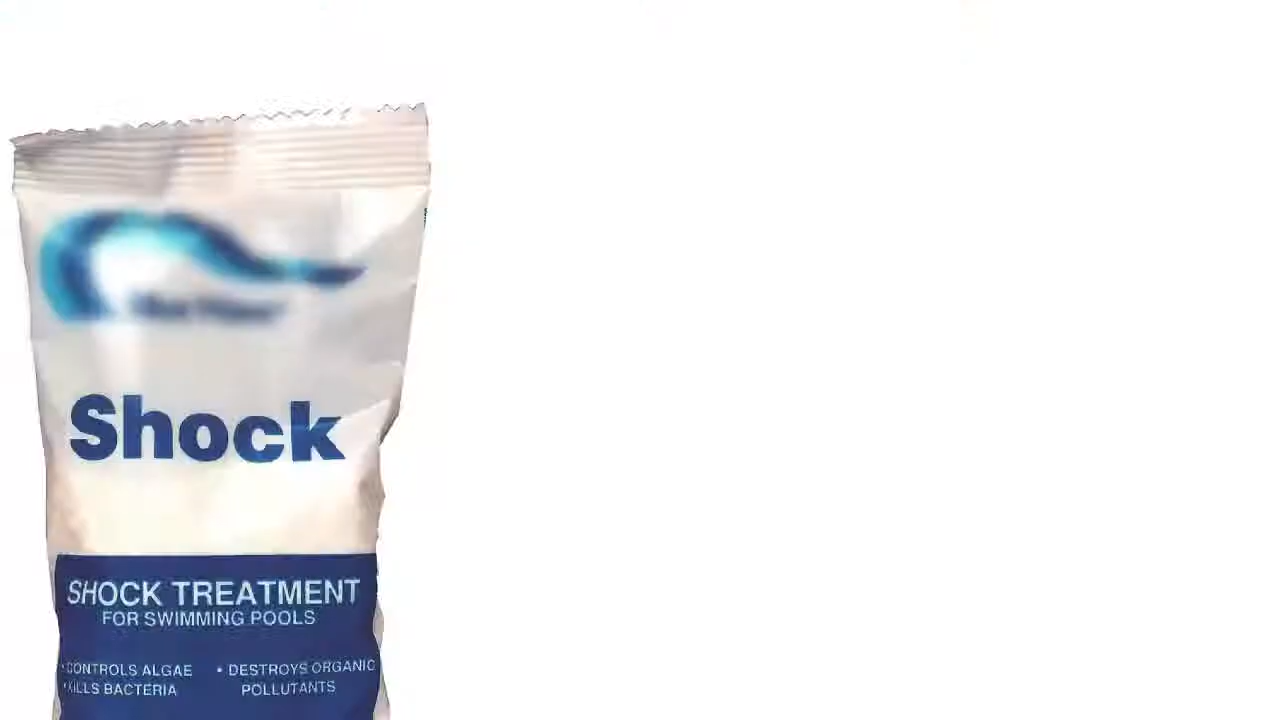 Shock
SHOCK TREATMENT
FOR SWIMMING POOLS
• CONTROLS ALGAE
• KILLS BACTERIA
• DESTROYS ORGANIC
POLLUTANTS